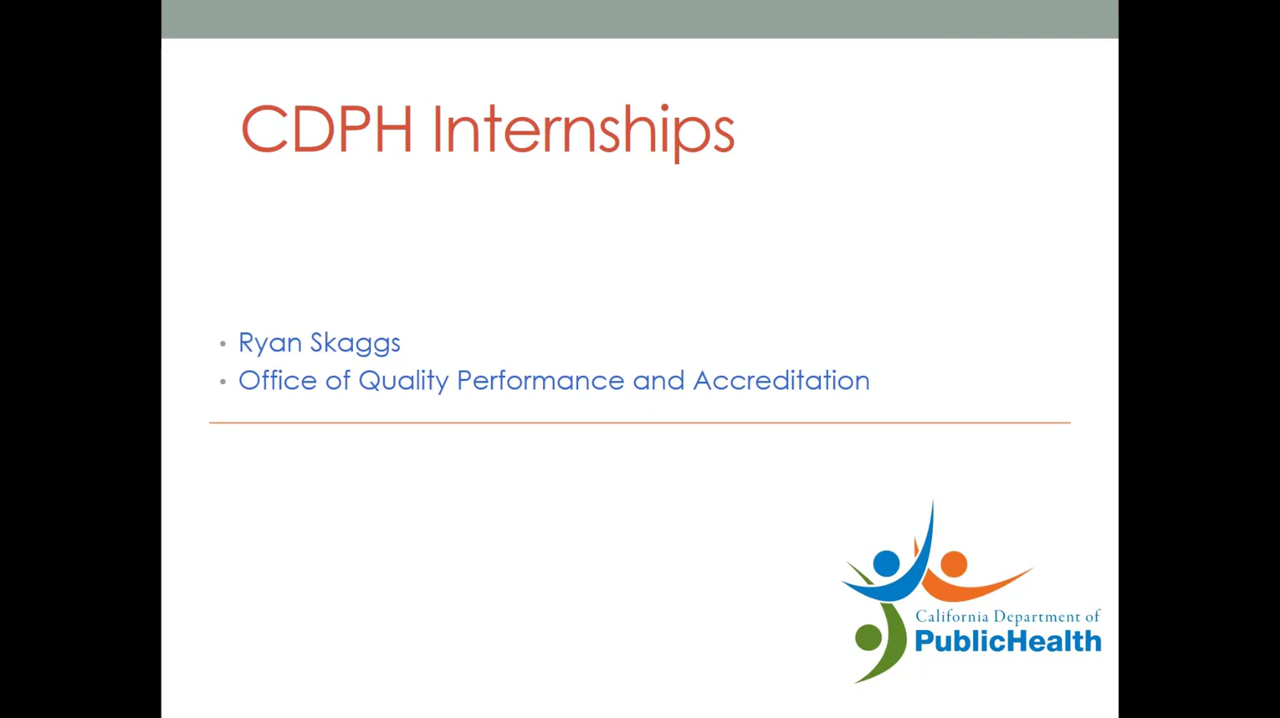 CDPH Internships
• Ryan Skaggs
• Office of Quality Performance and Accreditation
California Department of
PublicHealth